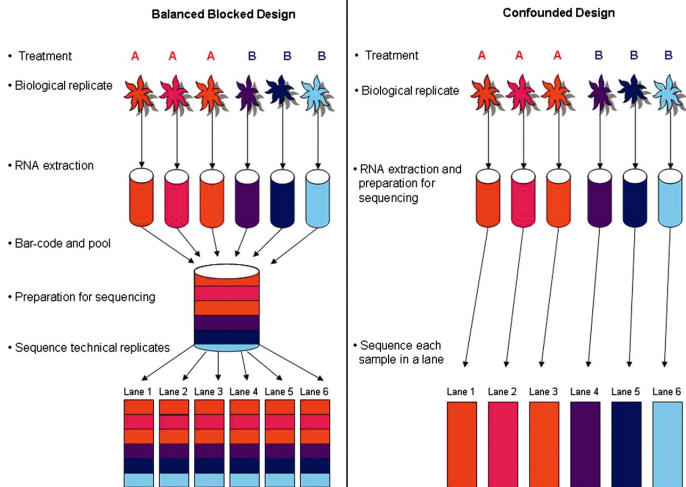 Balanced Blocked Design
• Treatment
A A A B B B
• Biological replicate
• RNA extraction
• Bar-code and pool
• Preparation for sequencing
• Sequence technical replicates
Lane 1 Lane 2 Lane 3 Lane 4 Lane 5 Lane 6
Confounded Design
• Treatment
A A A B B B
• Biological replicate
• RNA extraction and
preparation for
sequencing
• Sequence each
sample in a lane
Lane 1 Lane 2 Lane 3 Lane 4 Lane 5 Lane 6